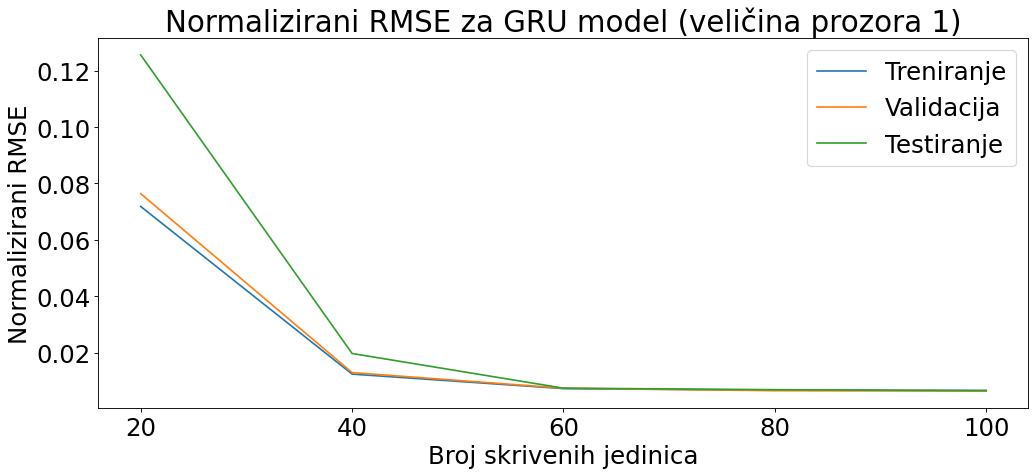 Normalizirani RMSE za GRU model (veličina prozora 1)
Normalizirani RMSE
0.12
0.10
0.08
0.06
0.04
0.02
Treniranje
Validacija
Testiranje
20 40 60 80 100
Broj skrivenih jedinica